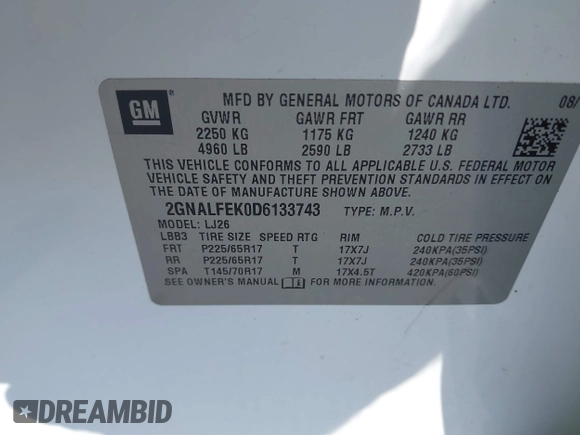 GM
MFD BY GENERAL MOTORS OF CANADA LTD. 08/
GVWR GAWR FRT GAWR RR
2250 KG 1175 KG 1240 KG
4960 LB 2590 LB 2733 LB
THIS VEHICLE CONFORMS TO ALL APPLICABLE U.S. FEDERAL MOTOR
VEHICLE SAFETY AND THEFT PREVENTION STANDARDS IN EFFECT ON
THE DATE OF MANUFACTURE SHOWN ABOVE.
2GNALFEK0D6133743 TYPE: M.P.V.
MODEL: LJ26
LBB3 TIRE SIZE SPEED RTG RIM COLD TIRE PRESSURE
FRT P225/65R17 T 17X7J 240KPA(35PSI)
RR P225/65R17 T 17X7J 240KPA(35PSI)
SPA T145/70R17 M 17X4.5T 420KPA(60PSI)
SEE OWNER'S MANUAL FOR MORE INFORMATION.
DREAMBID